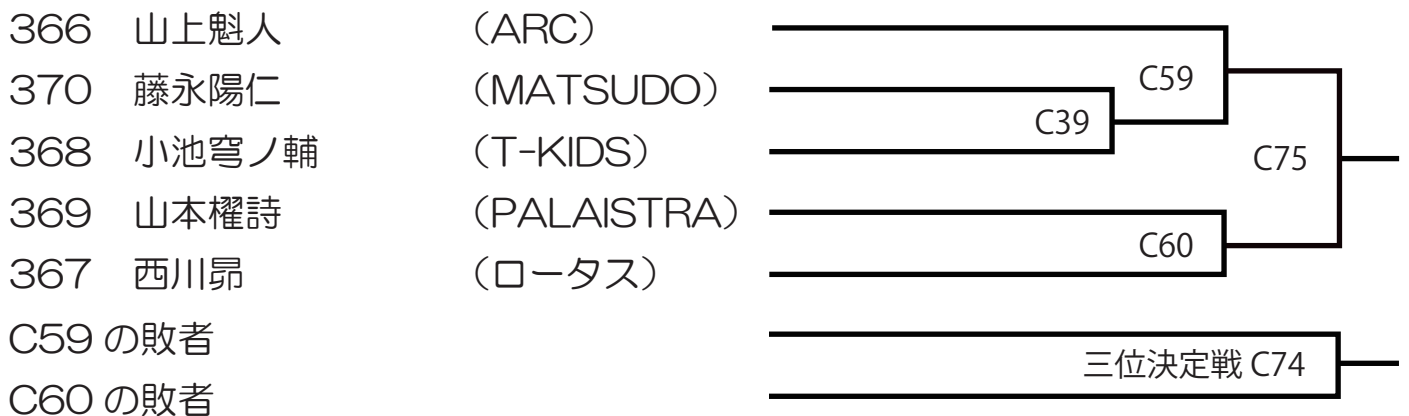 366 山上魁人 （ARC）
370 藤永陽仁 （MATSUDO）
368 小池穹ノ輔 （T-KIDS）
369 山本櫂詩 （PALAISTRA）
367 西川昴 （ロータス）
C59 の敗者
C60 の敗者
C59
C39
C75
C60
三位決定戦 C74